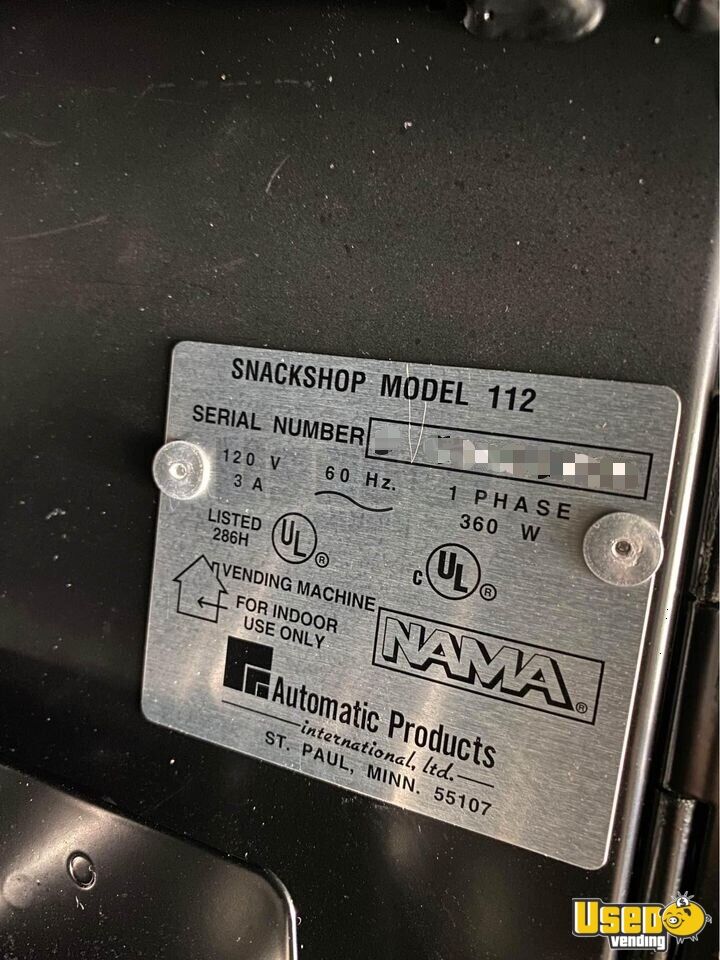 SNACKSHOP MODEL 112
SERIAL NUMBER
120 V 60 Hz. 1 PHASE
3 A 360 W
LISTED UL ® C UL ®
286H
VENDING MACHINE
FOR INDOOR
USE ONLY
NAMA ®
Automatic Products
international, ltd.
ST. PAUL, MINN. 55107
Used
vending